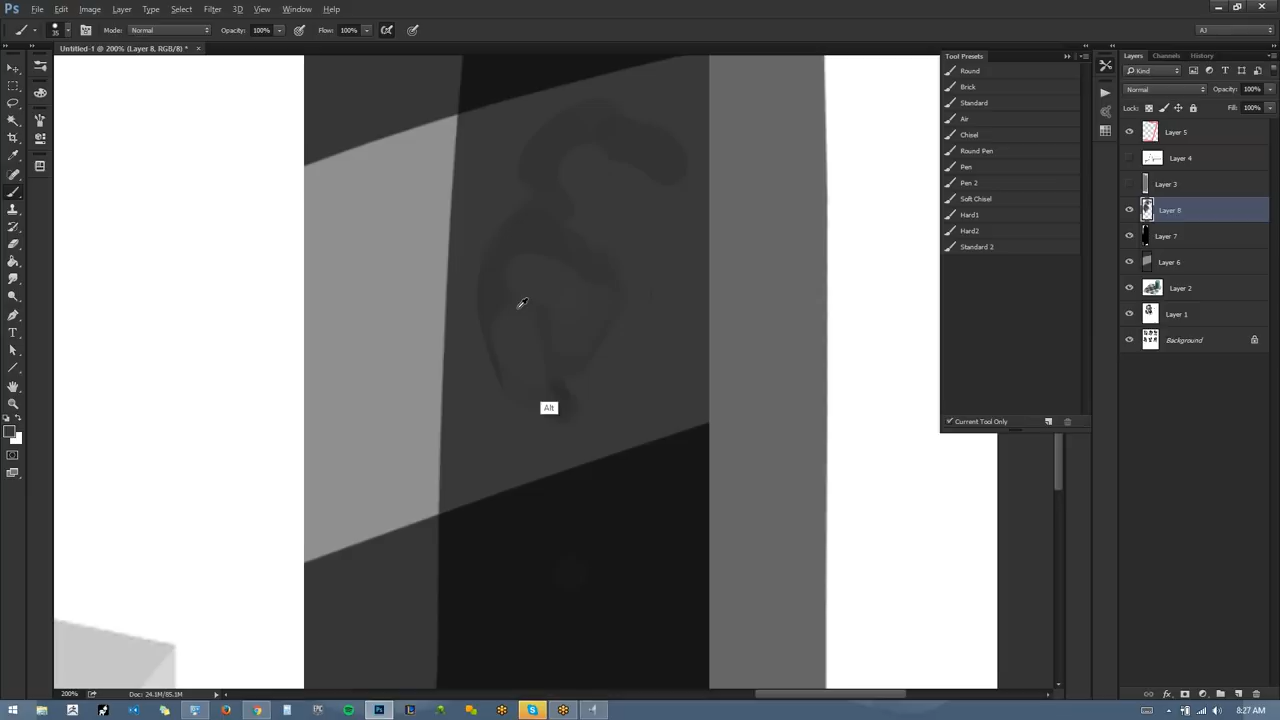 Ps File Edit Image Layer Type Select Filter 3D View Window Help
35 Mode: Normal Opacity: 100% Flow: 100% AJ
Untitled-1 @ 200% (Layer 8, RGB/8) *
Tool Presets
Round
Brick
Standard
Air
Chisel
Round Pen
Pen
Pen 2
Soft Chisel
Hard1
Hard2
Standard 2
Current Tool Only
Layers Channels History
Kind
Normal Opacity: 100%
Lock: Fill: 100%
Layer 5
Layer 4
Layer 3
Layer 8
Layer 7
Layer 6
Layer 2
Layer 1
Background
Alt
200% Doc: 24.1M/85.1M
8:27 AM